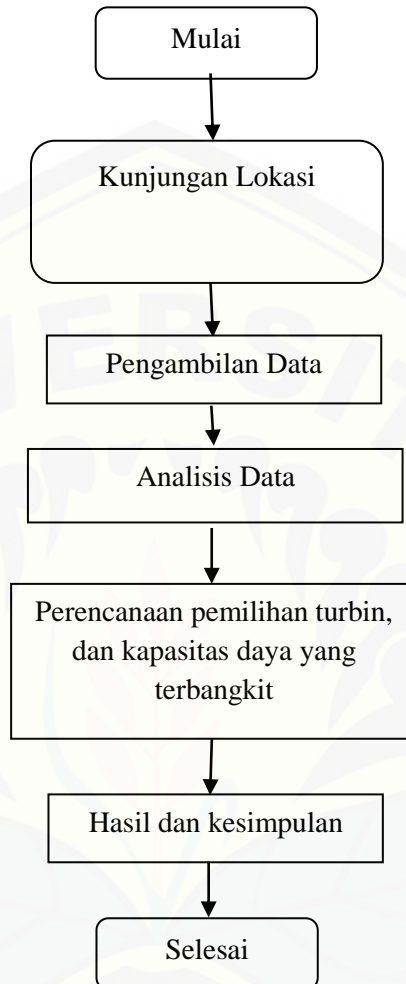 Mulai
Kunjungan Lokasi
Pengambilan Data
Analisis Data
Perencanaan pemilihan turbin,
dan kapasitas daya yang
terbangkit
Hasil dan kesimpulan
Selesai